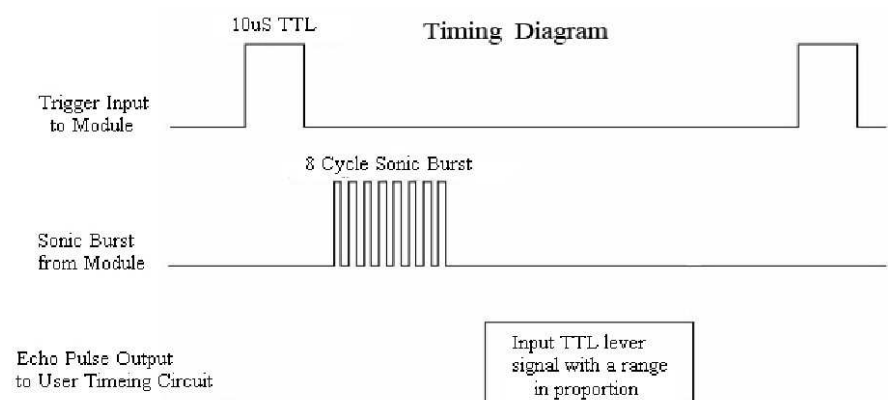 10uS TTL
Timing Diagram
Trigger Input
to Module
8 Cycle Sonic Burst
Sonic Burst
from Module
Echo Pulse Output
to User Timeing Circuit
Input TTL lever
signal with a range
in proportion